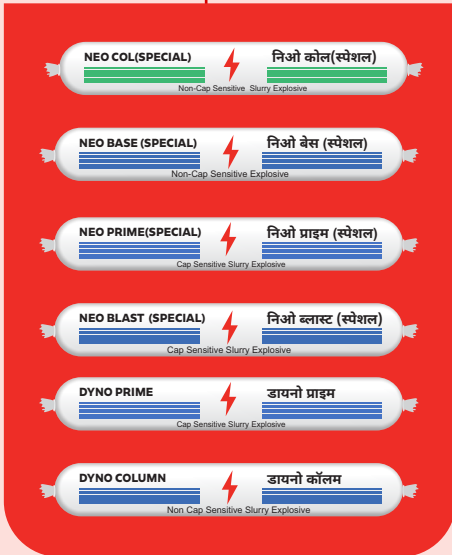 NEO COL(SPECIAL) निओ कोल(स्पेशल)
Non-Cap Sensitive Slurry Explosive
NEO BASE (SPECIAL) निओ बेस (स्पेशल)
Non-Cap Sensitive Explosive
NEO PRIME(SPECIAL) निओ प्राइम (स्पेशल)
Cap Sensitive Slurry Explosive
NEO BLAST (SPECIAL) निओ ब्लास्ट (स्पेशल)
Cap Sensitive Slurry Explosive
DYNO PRIME डायनो प्राइम
Cap Sensitive Slurry Explosive
DYNO COLUMN डायनो कॉलम
Non Cap Sensitive Slurry Explosive